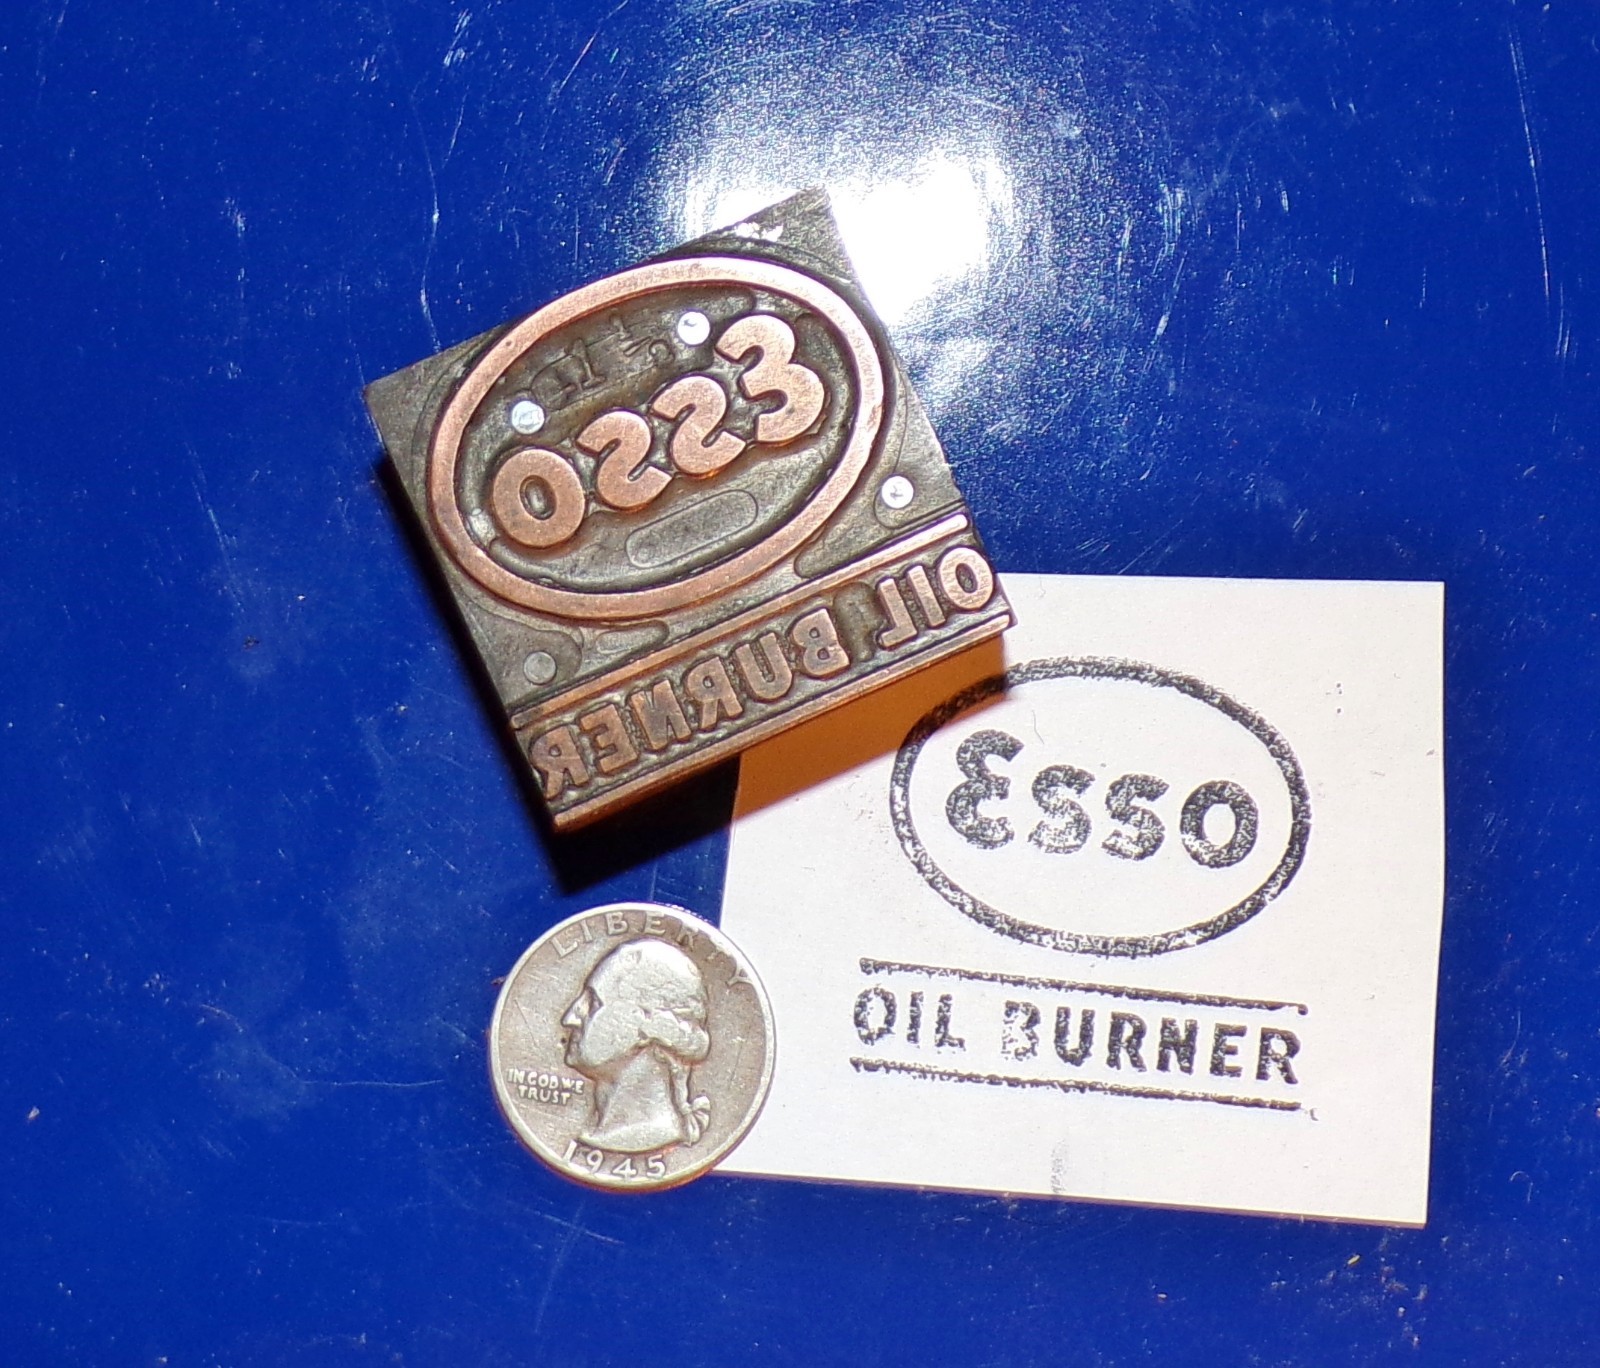 Esso
OIL BURNER
Esso
OIL BURNER
LIBERTY
IN GOD WE
TRUST
1945